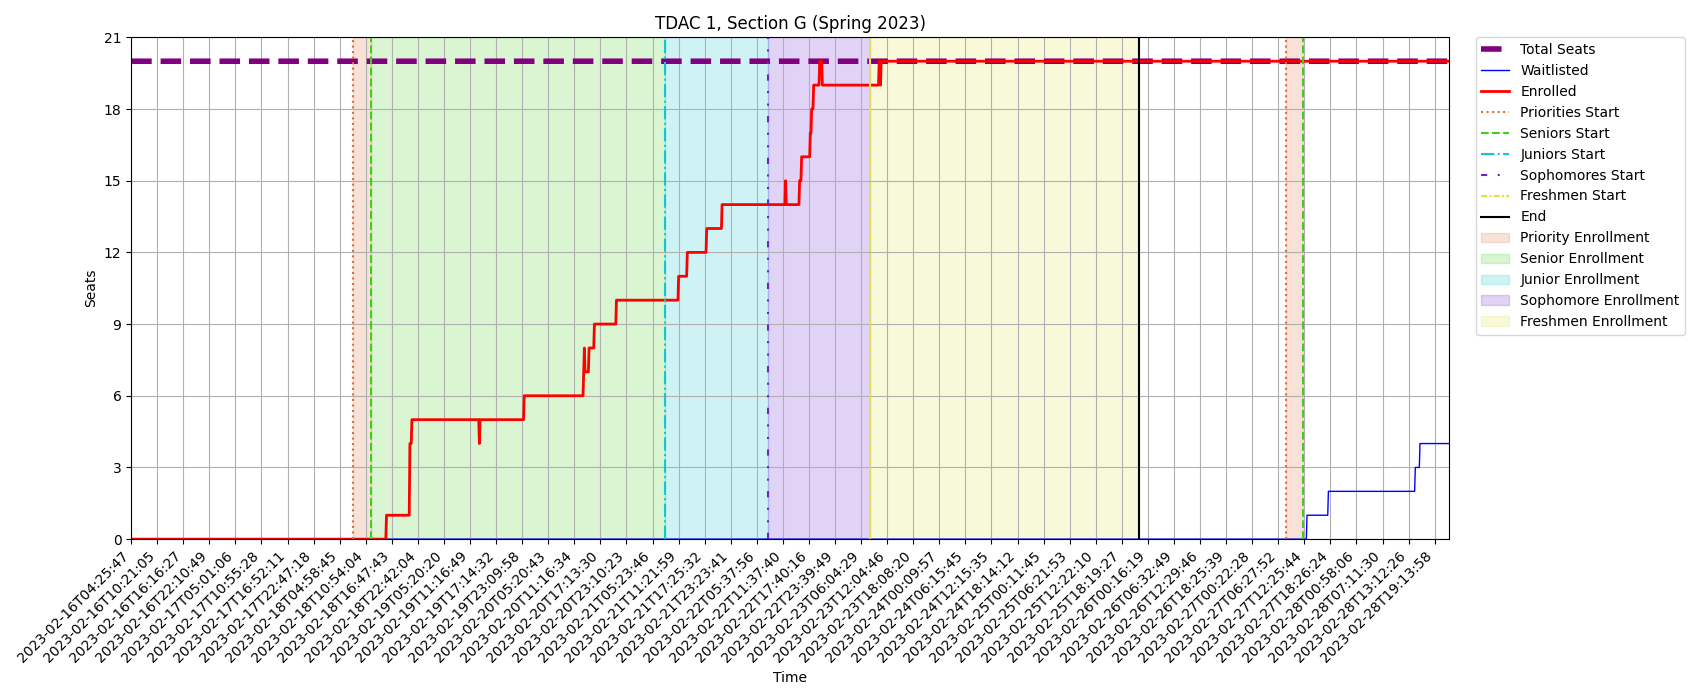 TDAC 1, Section G (Spring 2023)
21
18
15
12
9
6
3
0
Seats
2023-02-16T04:25:47
2023-02-16T10:21:05
2023-02-16T16:16:27
2023-02-16T22:10:49
2023-02-17T05:01:06
2023-02-17T10:55:28
2023-02-17T16:52:11
2023-02-17T22:47:18
2023-02-18T04:58:45
2023-02-18T10:54:04
2023-02-18T16:47:43
2023-02-18T22:42:04
2023-02-19T05:20:20
2023-02-19T11:16:49
2023-02-19T17:14:32
2023-02-19T23:09:58
2023-02-20T05:20:43
2023-02-20T11:16:34
2023-02-20T17:13:30
2023-02-20T23:10:23
2023-02-21T05:23:46
2023-02-21T11:21:59
2023-02-21T17:25:32
2023-02-21T23:23:41
2023-02-22T05:37:56
2023-02-22T11:37:40
2023-02-22T17:40:16
2023-02-22T23:39:49
2023-02-23T06:04:29
2023-02-23T12:04:46
2023-02-23T18:08:20
2023-02-24T00:09:57
2023-02-24T06:15:45
2023-02-24T12:15:35
2023-02-24T18:14:12
2023-02-25T00:11:45
2023-02-25T06:21:53
2023-02-25T12:22:10
2023-02-25T18:19:27
2023-02-26T00:16:19
2023-02-26T06:32:49
2023-02-26T12:29:46
2023-02-26T18:25:39
2023-02-27T00:22:28
2023-02-27T06:27:52
2023-02-27T12:25:44
2023-02-27T18:26:24
2023-02-28T00:58:06
2023-02-28T07:11:30
2023-02-28T13:12:26
2023-02-28T19:13:58
Time
Total Seats
Waitlisted
Enrolled
Priorities Start
Seniors Start
Juniors Start
Sophomores Start
Freshmen Start
End
Priority Enrollment
Senior Enrollment
Junior Enrollment
Sophomore Enrollment
Freshmen Enrollment